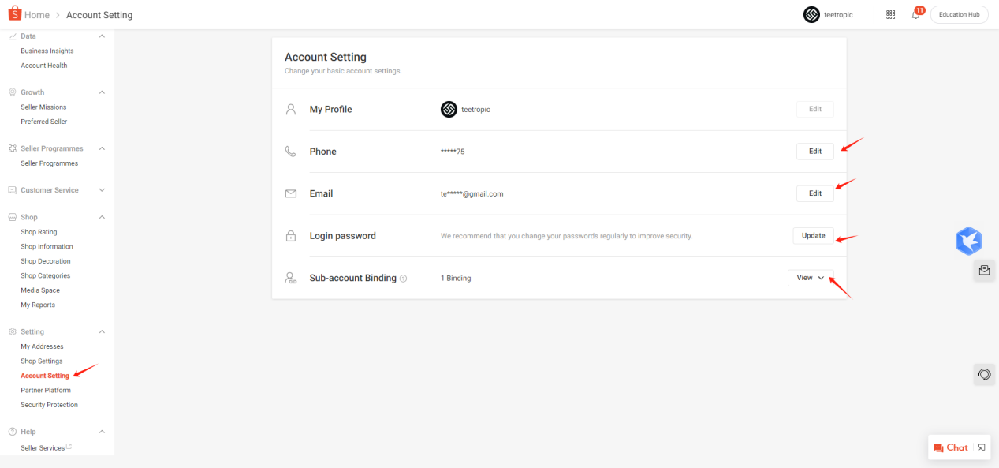 Home > Account Setting
teetropic
11
Education Hub
Data
Business Insights
Account Health
Growth
Seller Missions
Preferred Seller
Seller Programmes
Seller Programmes
Customer Service
Shop
Shop Rating
Shop Information
Shop Decoration
Shop Categories
Media Space
My Reports
Setting
My Addresses
Shop Settings
Account Setting
Partner Platform
Security Protection
Help
Seller Services
Account Setting
Change your basic account settings.
My Profile teetropic Edit
Phone *****75 Edit
Email te*****@gmail.com Edit
Login password We recommend that you change your passwords regularly to improve security. Update
Sub-account Binding 1 Binding View
Chat